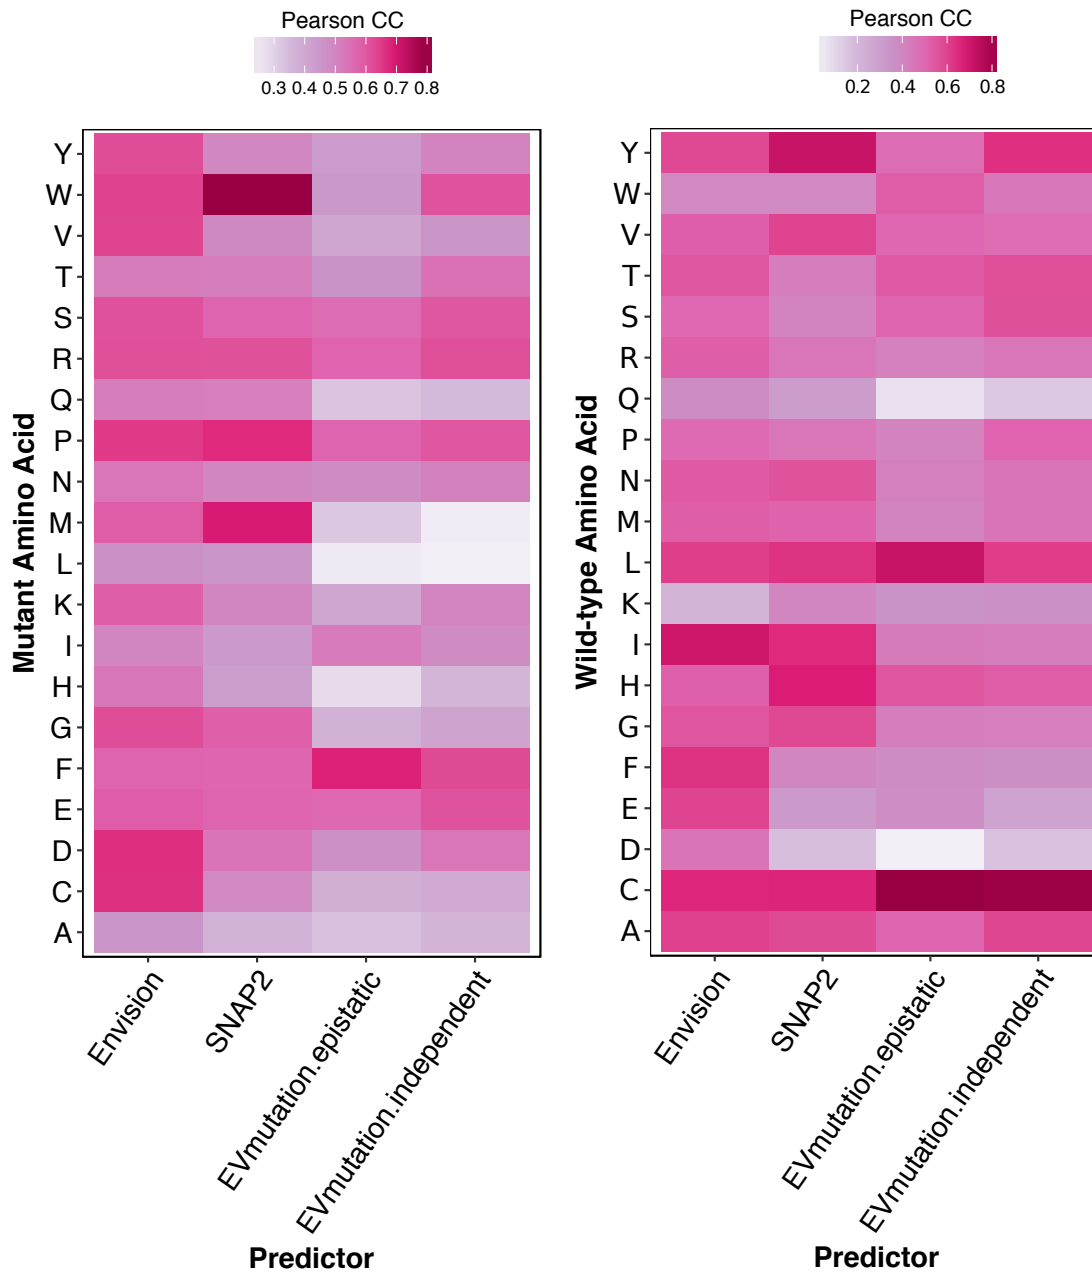 Pearson CC
0.3 0.4 0.5 0.6 0.7 0.8
Mutant Amino Acid
Y
W
V
T
S
R
Q
P
N
M
L
K
I
H
G
F
E
D
C
A
Envision
SNAP2
EVmutation.epistatic
EVmutation.independent
Predictor
Pearson CC
0.2 0.4 0.6 0.8
Wild-type Amino Acid
Y
W
V
T
S
R
Q
P
N
M
L
K
I
H
G
F
E
D
C
A
Envision
SNAP2
EVmutation.epistatic
EVmutation.independent
Predictor